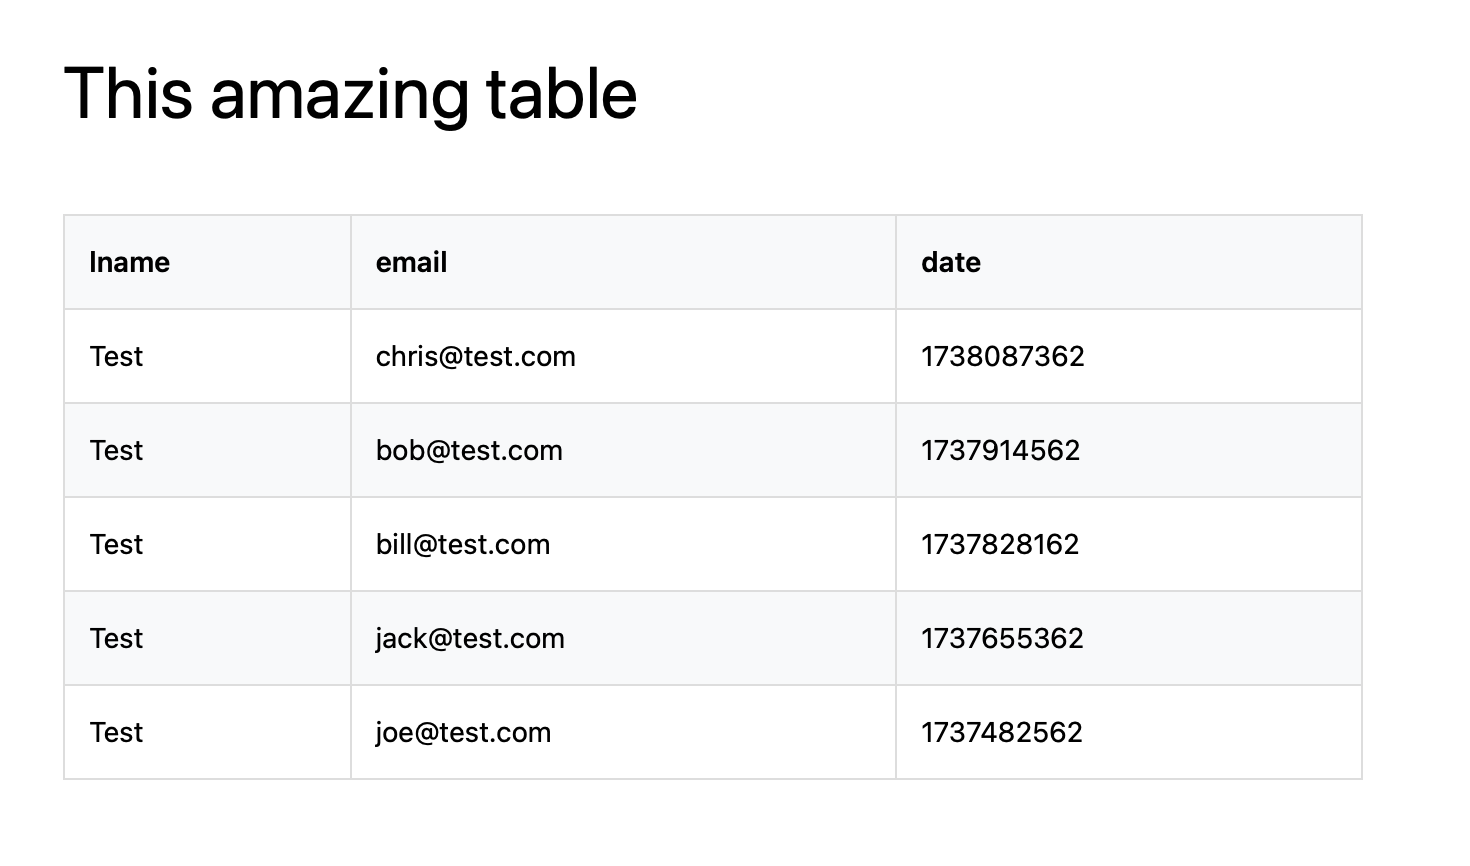 This amazing table
lname email date
Test chris@test.com 1738087362
Test bob@test.com 1737914562
Test bill@test.com 1737828162
Test jack@test.com 1737655362
Test joe@test.com 1737482562